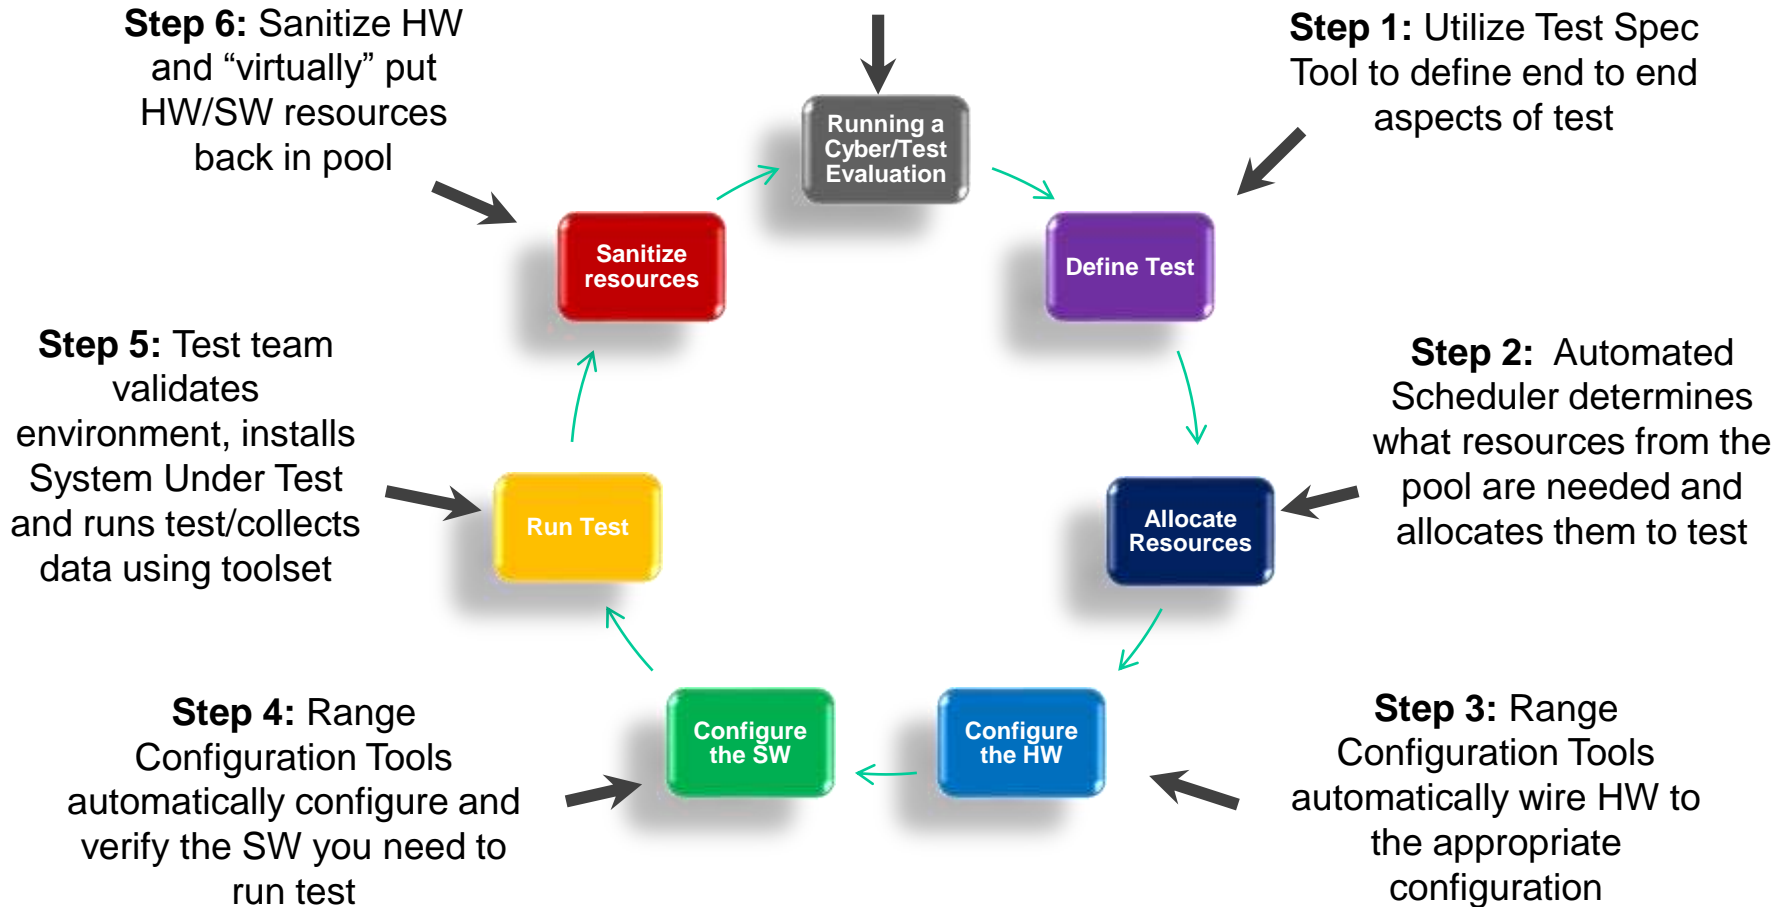 Running a
Cyber/Test
Evaluation
Step 1: Utilize Test Spec
Tool to define end to end
aspects of test
Define Test
Step 2: Automated
Scheduler determines
what resources from the
pool are needed and
allocates them to test
Allocate
Resources
Step 3: Range
Configuration Tools
automatically wire HW to
the appropriate
configuration
Configure
the HW
Step 4: Range
Configuration Tools
automatically configure and
verify the SW you need to
run test
Configure
the SW
Step 5: Test team
validates
environment, installs
System Under Test
and runs test/collects
data using toolset
Run Test
Step 6: Sanitize HW
and “virtually” put
HW/SW resources
back in pool
Sanitize
resources